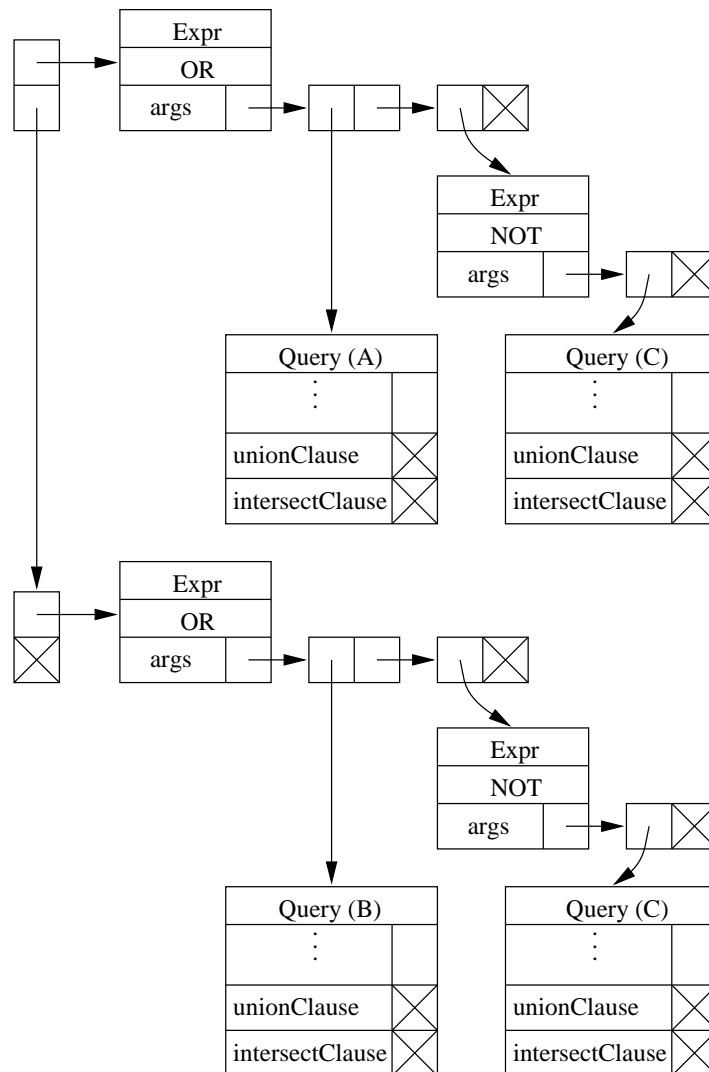 Expr
OR
args
Expr
NOT
args
Query (A)
⋮
unionClause
intersectClause
Query (C)
⋮
unionClause
intersectClause
Expr
OR
args
Expr
NOT
args
Query (B)
⋮
unionClause
intersectClause
Query (C)
⋮
unionClause
intersectClause